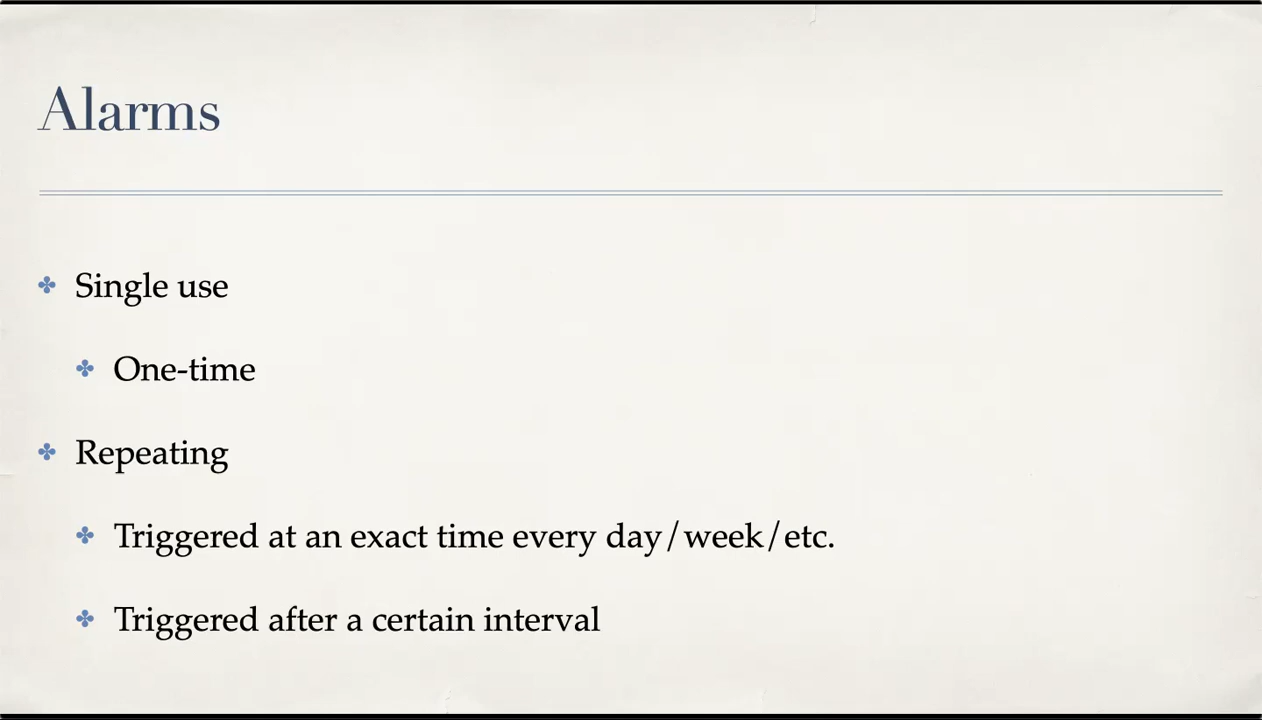 Alarms
Single use
One-time
Repeating
Triggered at an exact time every day/week/etc.
Triggered after a certain interval